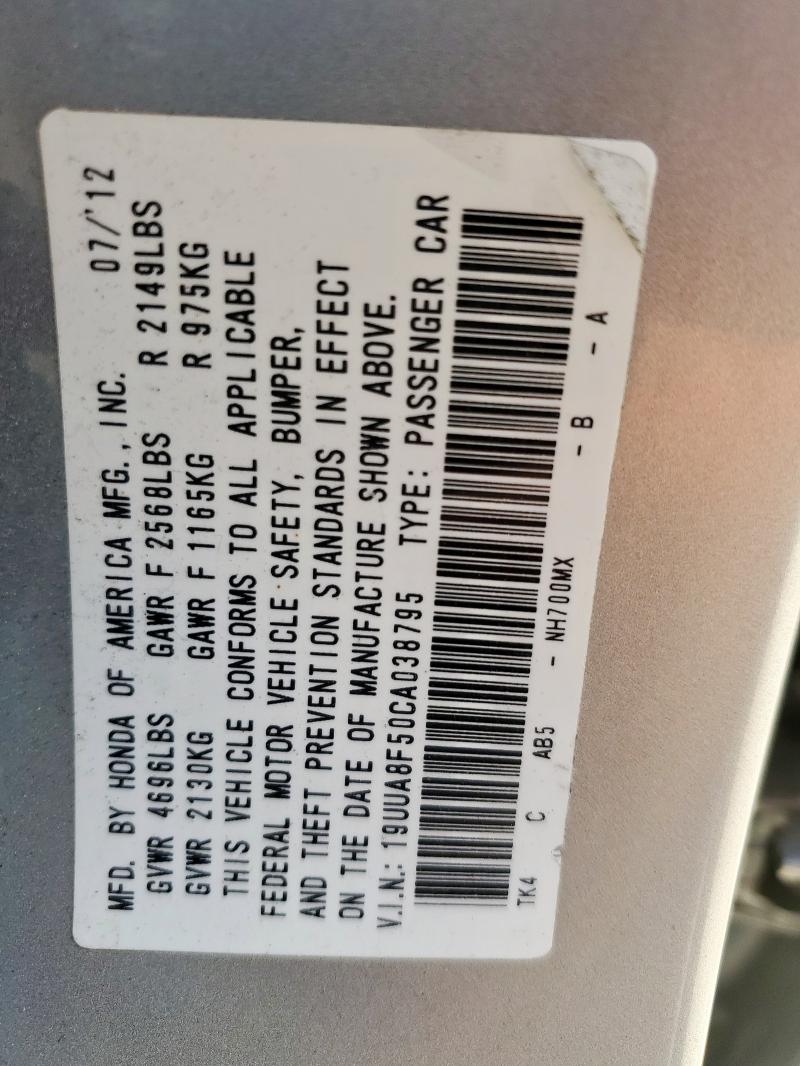 MFD. BY HONDA OF AMERICA MFG., INC. 07/'12
GVWR 4696LBS GAWR F 2568LBS R 2149LBS
GVWR 2130KG GAWR F 1165KG R 975KG
THIS VEHICLE CONFORMS TO ALL APPLICABLE
FEDERAL MOTOR VEHICLE SAFETY, BUMPER,
AND THEFT PREVENTION STANDARDS IN EFFECT
ON THE DATE OF MANUFACTURE SHOWN ABOVE.
V.I.N.: 19UUA8F50CA038795 TYPE: PASSENGER CAR
TK4 C AB5 - NH700MX - B - A